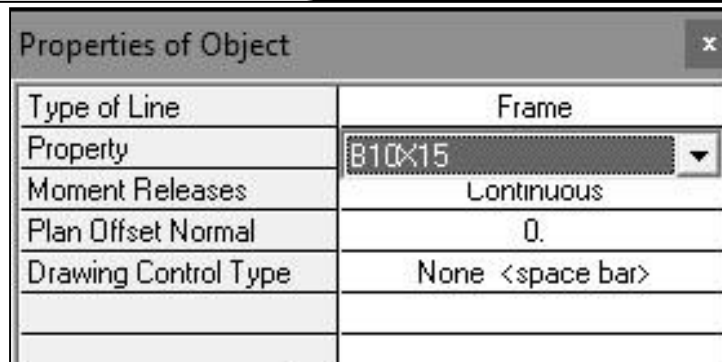 Properties of Object x
Type of Line Frame
Property B10X15
Moment Releases Continuous
Plan Offset Normal 0.
Drawing Control Type None <space bar>